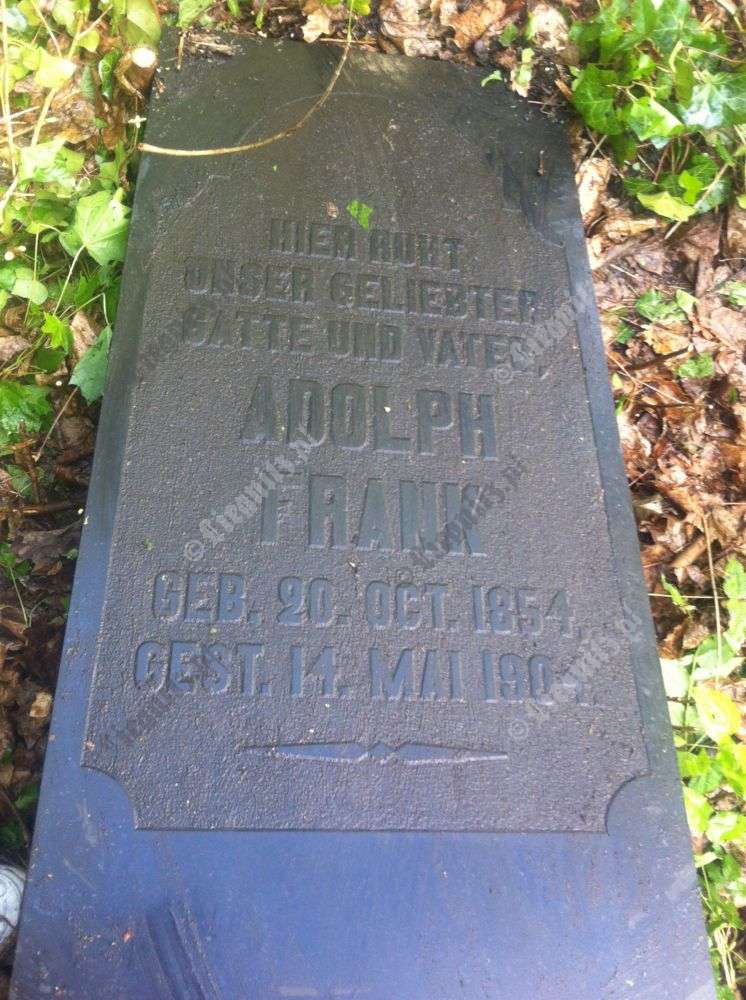 HIER RUHT
UNSER GELIEBTER
GATTE UND VATER,
ADOLPH
FRANK
GEB. 20. OCT. 1854,
GEST. 14. MAI